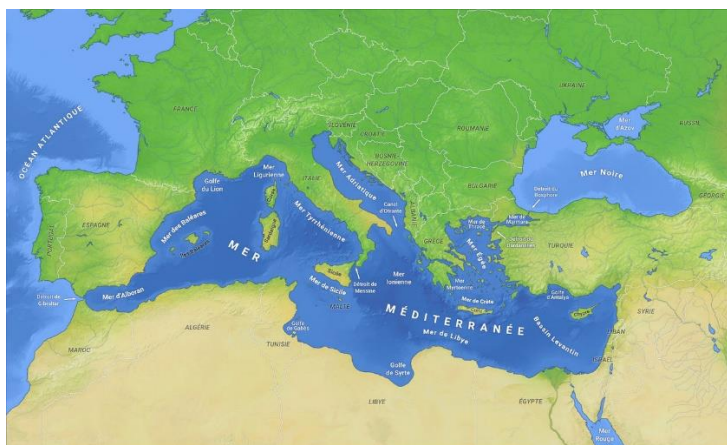 OCÉAN ATLANTIQUE
FRANCE
UKRAINE
SLOVÉNIE
CROATIE
ROUMANIE
Mer
d'Azov
RUSSIE
BOSNIE-
HERZÉGOVINE
Golfe
du Lion
Mer
Ligurienne
ITALIE
Mer Adriatique
BULGARIE
Mer Noire
GÉORGIE
Détroit du
Bosphore
PORTUGAL
ESPAGNE
Mer des Baléares
Corse
Sardaigne
Mer Tyrrhénienne
Canal
d'Otrante
ALBANIE
Mer de
Thrace
Mer de
Marmara
GRÈCE
Mer Égée
TURQUIE
MER
Détroit de
Gibraltar
Mer d'Alboran
Sicile
Mer de Sicile
Détroit de
Messine
MALTE
Mer
Ionienne
Mer
Myrtoenne
Mer de Crète
Golfe
d'Antalya
Chypre
SYRIE
LIBAN
MÉDITERRANÉE
Mer de Libye
Bassin Levantin
ISRAËL
MAROC
ALGÉRIE
TUNISIE
Golfe
de Gabès
Golfe
de Syrte
LIBYE
ÉGYPTE
Mer
Rouge